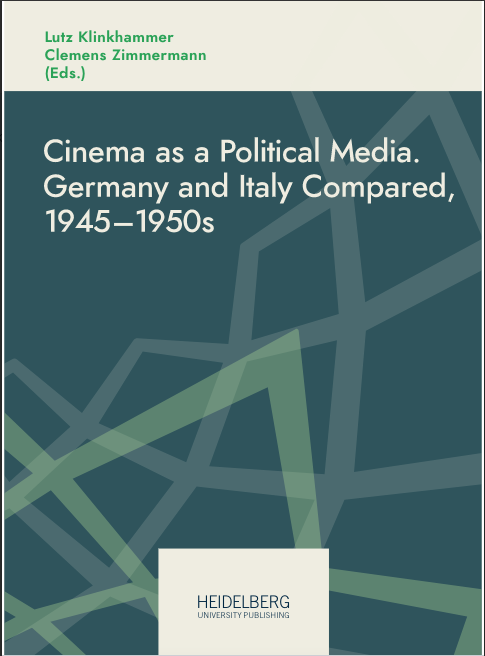 Lutz Klinkhammer
Clemens Zimmermann
(Eds.)
Cinema as a Political Media.
Germany and Italy Compared,
1945–1950s
HEIDELBERG
UNIVERSITY PUBLISHING